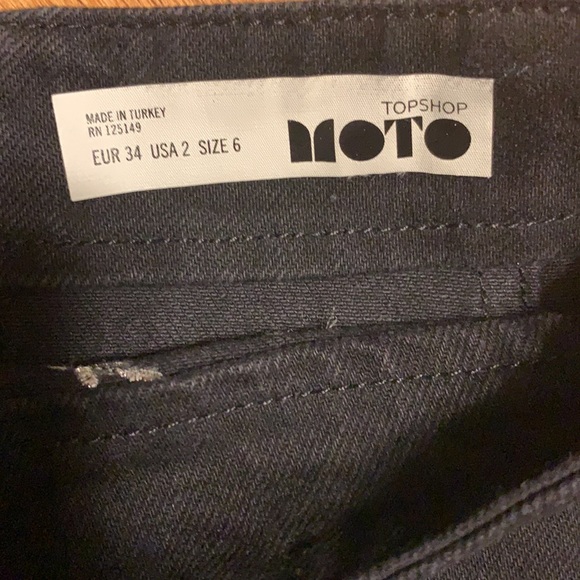 MADE IN TURKEY
RN 125149
EUR 34 USA 2 SIZE 6
TOPSHOP
MOTO